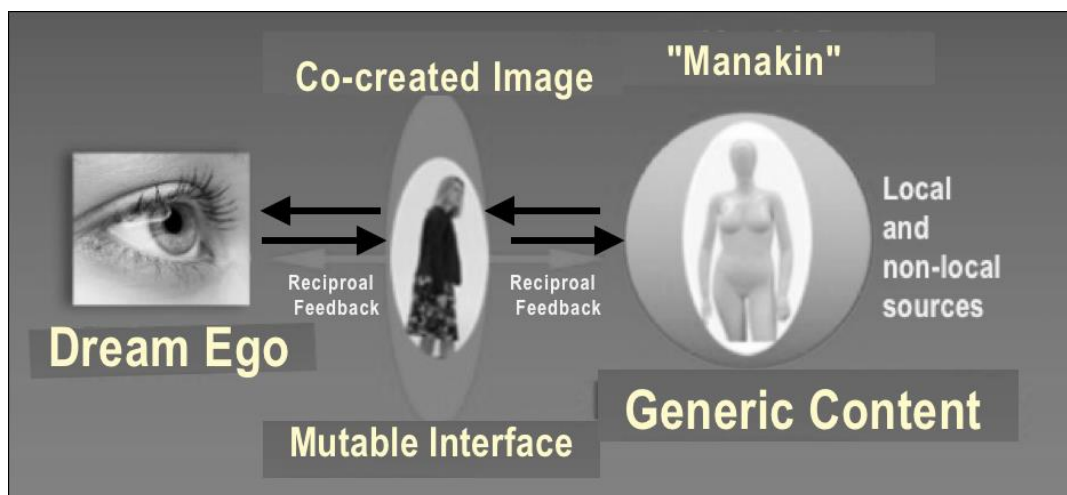 Co-created Image
"Manakin"
Local
and
non-local
sources
Reciproal
Feedback
Reciproal
Feedback
Dream Ego
Mutable Interface
Generic Content